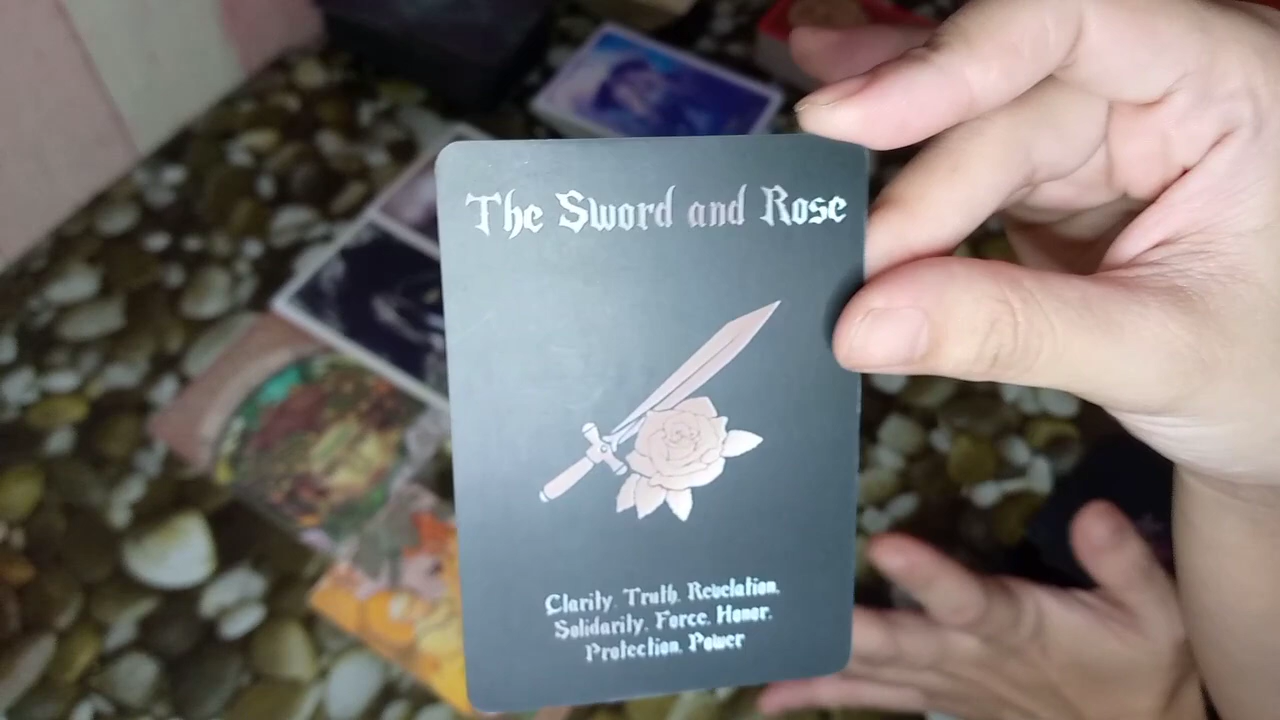 The Sword and Rose
Clarity, Truth, Revelation,
Solidarity, Force, Honor,
Protection, Power